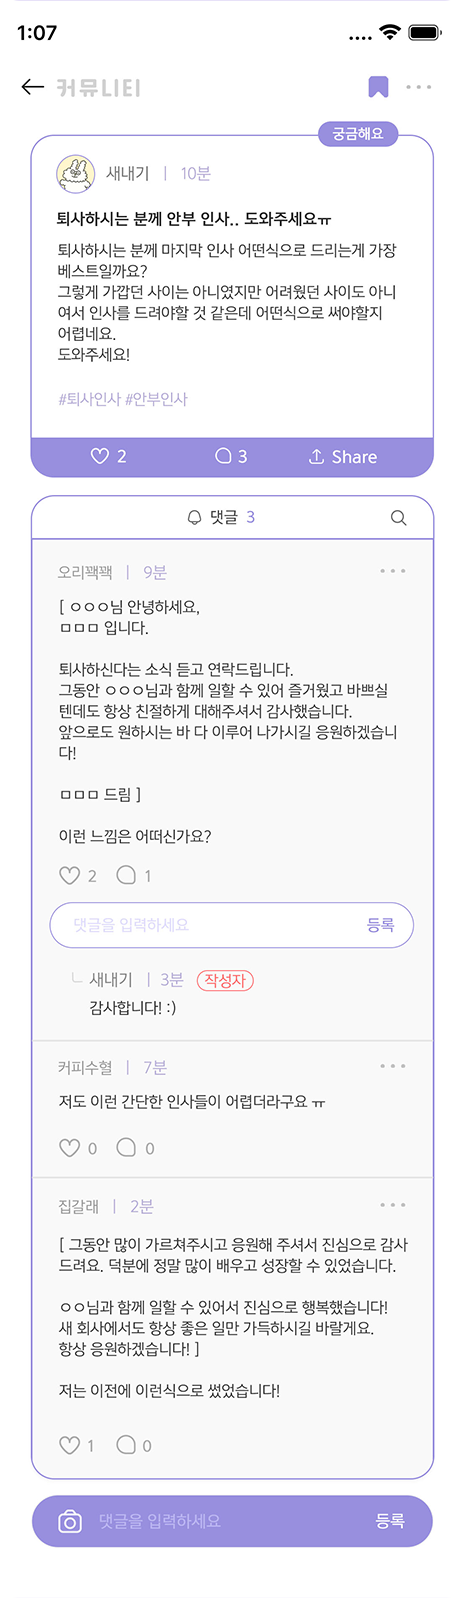 1:07
커뮤니티
궁금해요
새내기 | 10분
퇴사하시는 분께 안부 인사.. 도와주세요ㅠ
퇴사하시는 분께 마지막 인사 어떤식으로 드리는게 가장
베스트일까요?
그렇게 가깝던 사이는 아니였지만 어려웠던 사이도 아니
여서 인사를 드려야할 것 같은데 어떤식으로 써야할지
어렵네요.
도와주세요!
#퇴사인사 #안부인사
2 3 Share
댓글 3
오리꽥꽥 | 9분
[ ㅇㅇㅇ님 안녕하세요,
ㅁㅁㅁ 입니다.
퇴사하신다는 소식 듣고 연락드립니다.
그동안 ㅇㅇㅇ님과 함께 일할 수 있어 즐거웠고 바쁘실
텐데도 항상 친절하게 대해주셔서 감사했습니다.
앞으로도 원하시는 바 다 이루어 나가시길 응원하겠습니
다!
ㅁㅁㅁ 드림 ]
이런 느낌은 어떠신가요?
2 1
댓글을 입력하세요 등록
새내기 | 3분 작성자
감사합니다! :)
커피수혈 | 7분
저도 이런 간단한 인사들이 어렵더라구요 ㅠ
0 0
집갈래 | 2분
[ 그동안 많이 가르쳐주시고 응원해 주셔서 진심으로 감사
드려요. 덕분에 정말 많이 배우고 성장할 수 있었습니다.
ㅇㅇ님과 함께 일할 수 있어서 진심으로 행복했습니다!
새 회사에서도 항상 좋은 일만 가득하시길 바랄게요.
항상 응원하겠습니다! ]
저는 이전에 이런식으로 썼었습니다!
1 0
댓글을 입력하세요 등록